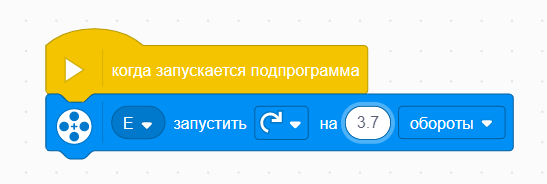 когда запускается подпрограмма
E запустить на 3.7 обороты